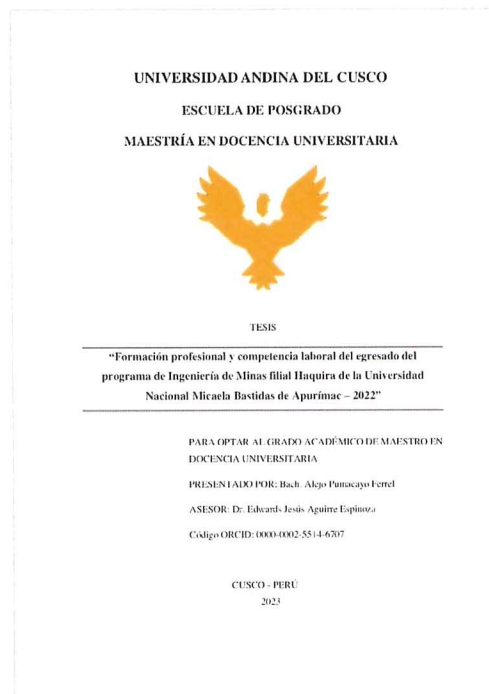 UNIVERSIDAD ANDINA DEL CUSCO
ESCUELA DE POSGRADO
MAESTRÍA EN DOCENCIA UNIVERSITARIA
TESIS
“Formación profesional y competencia laboral del egresado del
programa de Ingeniería de Minas filial Haquira de la Universidad
Nacional Micaela Bastidas de Apurímac – 2022”
PARA OPTAR AL GRADO ACADÉMICO DE MAESTRO EN
DOCENCIA UNIVERSITARIA
PRESENTADO POR: Bach. Alejo Pumacayo Ferrel
ASESOR: Dr. Edwards Jesús Aguirre Espinoza
Código ORCID: 0000-0002-5514-6707
CUSCO - PERÚ
2023